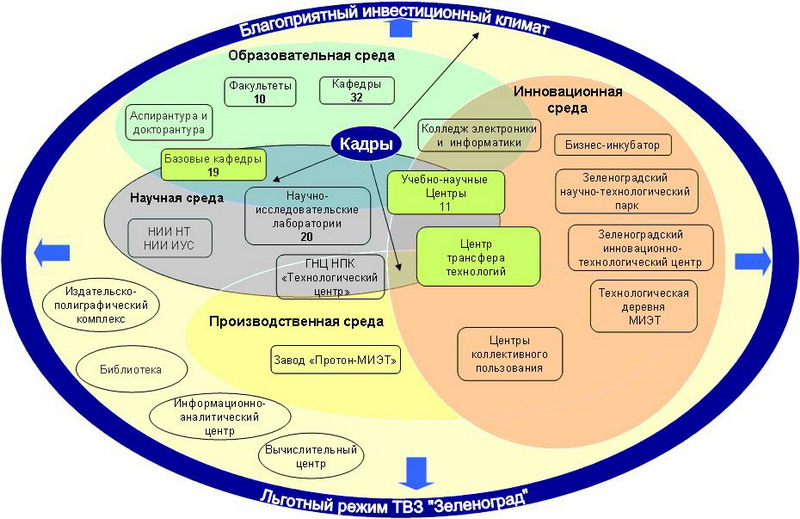 Благоприятный инвестиционный климат
Образовательная среда
Факультеты
10
Кафедры
32
Аспирантура и
докторантура
Базовые кафедры
19
Кадры
Колледж электроники
и информатики
Инновационная
среда
Бизнес-инкубатор
Зеленоградский
научно-технологический
парк
Зеленоградский
инновационно-
технологический центр
Технологическая
деревня
МИЭТ
Учебно-научные
Центры
11
Научная среда
НИИ НТ
НИИ ИУС
Научно-
исследовательские
лаборатории
20
Центр
трансфера
технологий
ГНЦ НПК
«Технологический
центр»
Производственная среда
Завод «Протон-МИЭТ»
Центры
коллективного
пользования
Издательско-
полиграфический
комплекс
Библиотека
Информационно-
аналитический
центр
Вычислительный
центр
Льготный режим ТВЗ "Зеленоград"